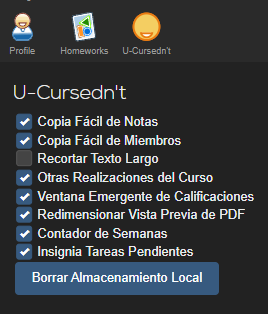 Profile
Homeworks
U-Cursedn't
U-Cursedn't
Copia Fácil de Notas
Copia Fácil de Miembros
Recortar Texto Largo
Otras Realizaciones del Curso
Ventana Emergente de Calificaciones
Redimensionar Vista Previa de PDF
Contador de Semanas
Insignia Tareas Pendientes
Borrar Almacenamiento Local